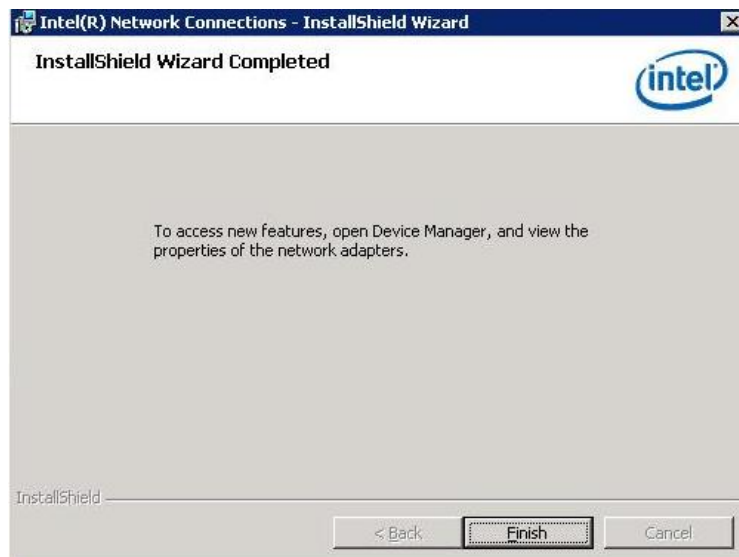 Intel(R) Network Connections - InstallShield Wizard
InstallShield Wizard Completed
intel
To access new features, open Device Manager, and view the
properties of the network adapters.
InstallShield
< Back
Finish
Cancel